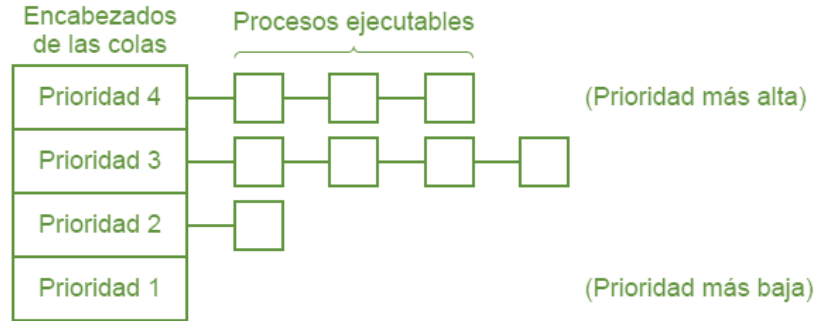 Encabezados
de las colas
Procesos ejecutables
Prioridad 4
(Prioridad más alta)
Prioridad 3
Prioridad 2
Prioridad 1
(Prioridad más baja)